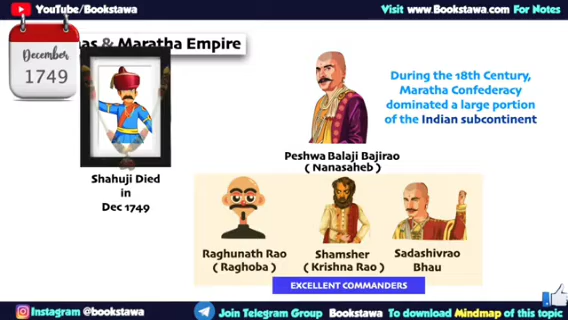 YouTube/Bookstawa
Visit www.Bookstawa.com For Notes
December
1749
as & Maratha Empire
During the 18th Century,
Maratha Confederacy
dominated a large portion
of the Indian subcontinent
Shahuji Died
in
Dec 1749
Peshwa Balaji Bajirao
( Nanasaheb )
Raghunath Rao
( Raghoba )
Shamsher
( Krishna Rao )
Sadashivrao
Bhau
EXCELLENT COMMANDERS
Instagram @bookstawa
Join Telegram Group Bookstawa To download Mindmap of this topic